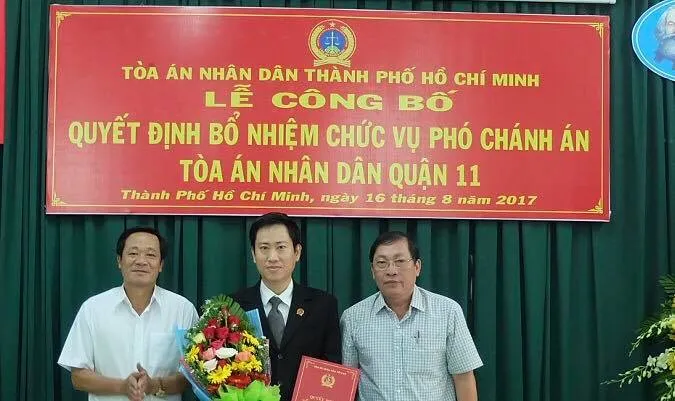 TÒA ÁN NHÂN DÂN THÀNH PHỐ HỒ CHÍ MINH
LỄ CÔNG BỐ
QUYẾT ĐỊNH BỔ NHIỆM CHỨC VỤ PHÓ CHÁNH ÁN
TÒA ÁN NHÂN DÂN QUẬN 11
Thành Phố Hồ Chí Minh, ngày 16 tháng 8 năm 2017